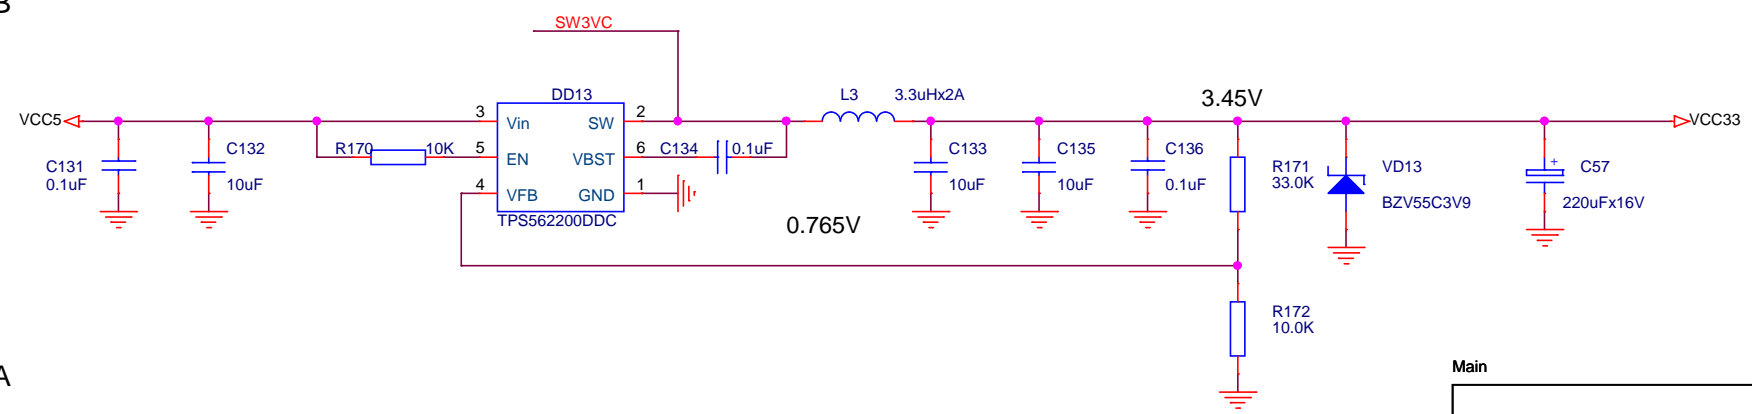 B
SW3VC
DD13
L3 3.3uHx2A
3.45V
VCC5
3 Vin SW 2
VCC33
R170 10K 5 EN VBST 6 C134 0.1uF
C131
0.1uF
C132
10uF
4 VFB GND 1
TPS562200DDC
C133
10uF
C135
10uF
C136
0.1uF
R171
33.0K
VD13
BZV55C3V9
+ C57
220uFx16V
0.765V
R172
10.0K
Main
A